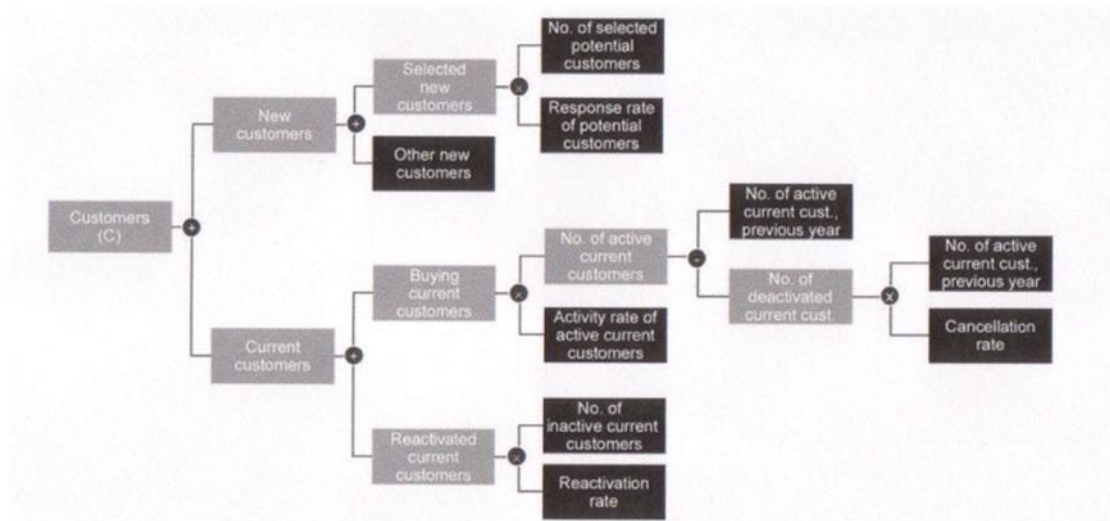 No. of selected
potential
customers
Selected
new
customers
×
New
customers
+
Response rate
of potential
customers
Other new
customers
Customers
(C)
+
No. of active
current cust.,
previous year
No. of active
current
customers
-
No. of active
current cust.,
previous year
Buying
current
customers
×
No. of
deactivated
current cust.
x
Activity rate of
active current
customers
Cancellation
rate
Current
customers
+
No. of
inactive current
customers
Reactivated
current
customers
×
Reactivation
rate